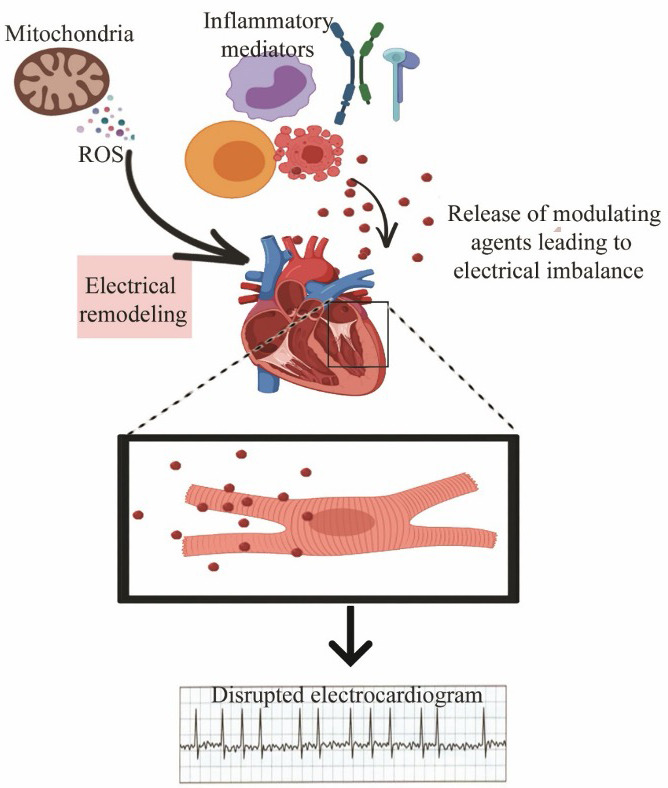 Mitochondria
Inflammatory
mediators
ROS
Release of modulating
agents leading to
electrical imbalance
Electrical
remodeling
Disrupted electrocardiogram